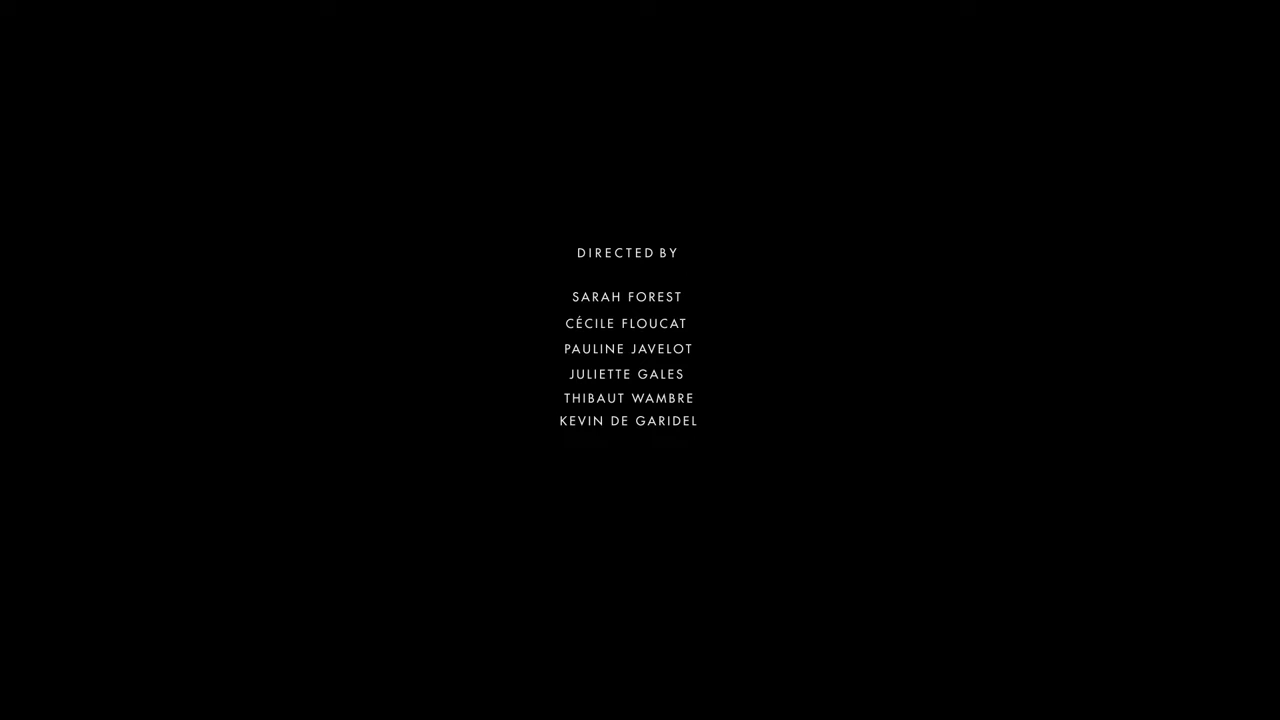 DIRECTED BY
SARAH FOREST
CÉCILE FLOUCAT
PAULINE JAVELOT
JULIETTE GALES
THIBAUT WAMBRE
KEVIN DE GARIDEL